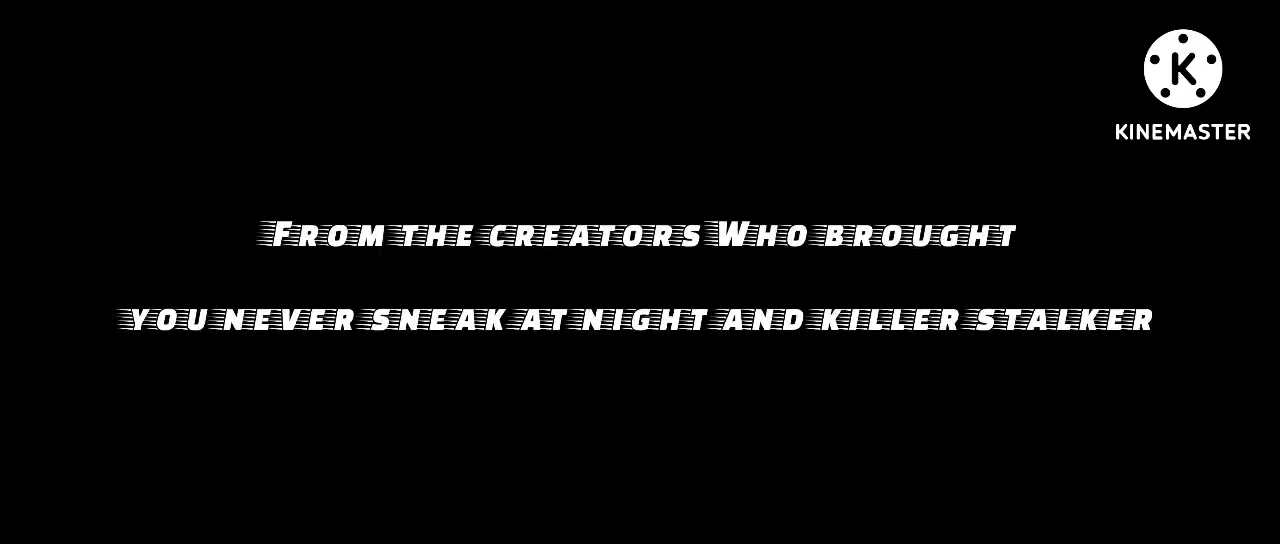 K
KINEMASTER
From the creators Who brought
you never sneak at night and killer stalker